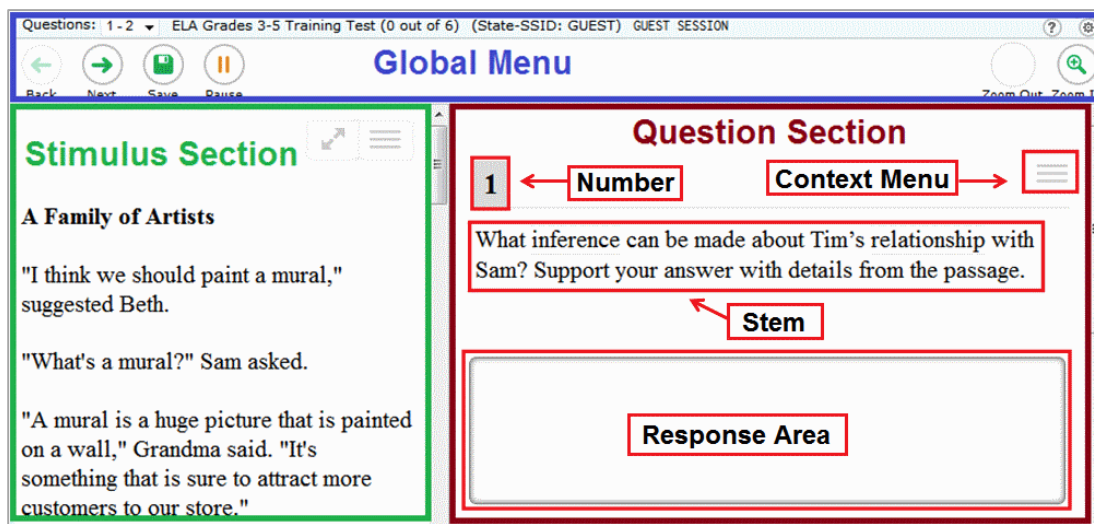 Questions: 1-2 ELA Grades 3-5 Training Test (0 out of 6) (State-SSID: GUEST) GUEST SESSION
Global Menu
Back Next Save Pause Zoom Out Zoom
Stimulus Section
A Family of Artists
"I think we should paint a mural,"
suggested Beth.
"What's a mural?" Sam asked.
"A mural is a huge picture that is painted
on a wall," Grandma said. "It's
something that is sure to attract more
customers to our store."
Question Section
1 Number Context Menu
What inference can be made about Tim’s relationship with
Sam? Support your answer with details from the passage.
Stem
Response Area